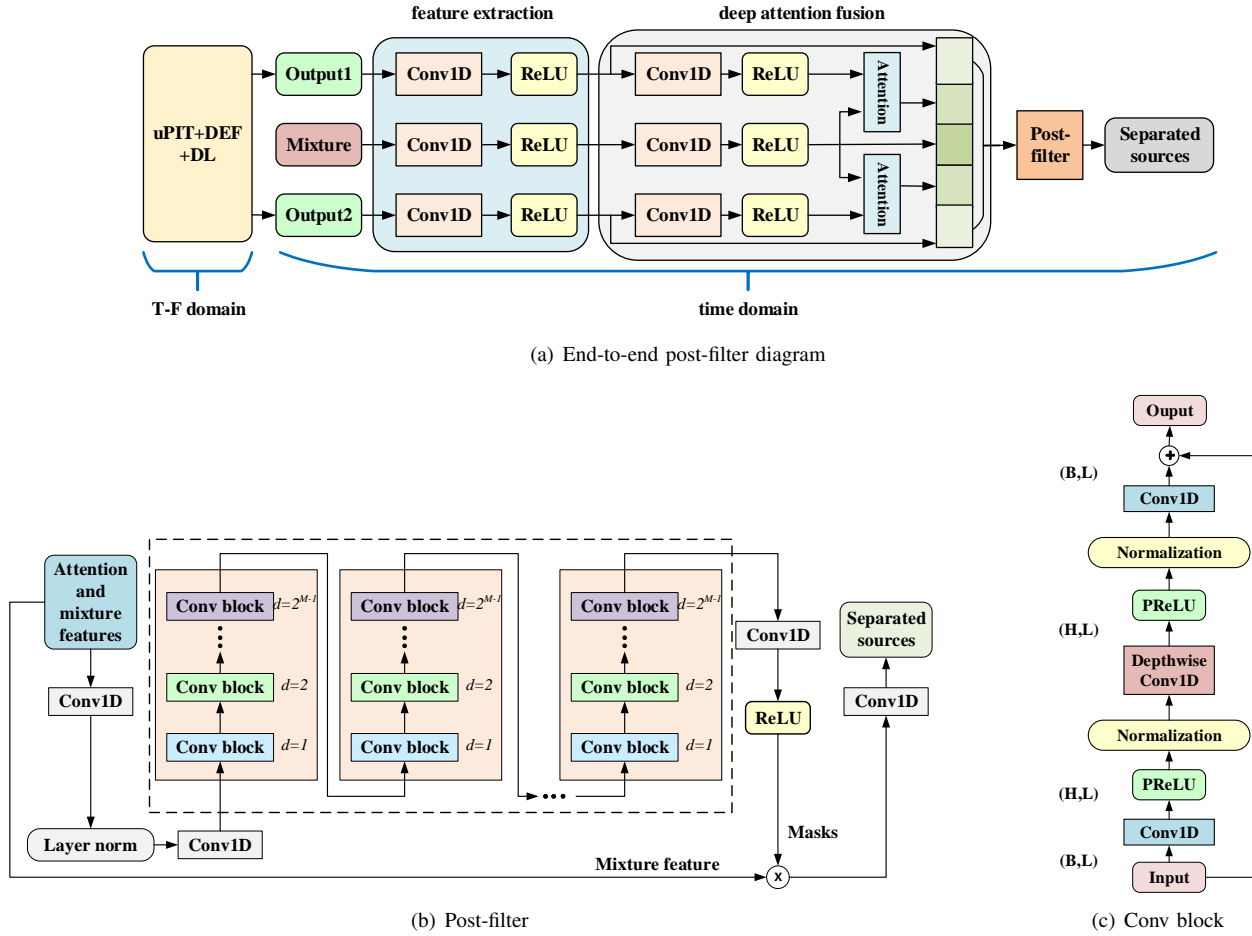 feature extraction
deep attention fusion
uPIT+DEF
+DL
Output1
Conv1D
ReLU
Conv1D
ReLU
Attention
Mixture
Conv1D
ReLU
Conv1D
ReLU
Post-
filter
Separated
sources
Output2
Conv1D
ReLU
Conv1D
ReLU
Attention
T-F domain
time domain
(a) End-to-end post-filter diagram
Attention
and
mixture
features
Conv1D
Layer norm
Conv1D
Conv block
d=2^{M-1}
Conv block
d=2
Conv block
d=1
Conv block
d=2^{M-1}
Conv block
d=2
Conv block
d=1
Conv block
d=2^{M-1}
Conv block
d=2
Conv block
d=1
Conv1D
ReLU
Masks
Mixture feature
x
Separated
sources
Conv1D
(b) Post-filter
Ouput
+
(B,L)
Conv1D
Normalization
PReLU
(H,L)
Depthwise
Conv1D
Normalization
PReLU
(H,L)
Conv1D
(B,L)
Input
(c) Conv block